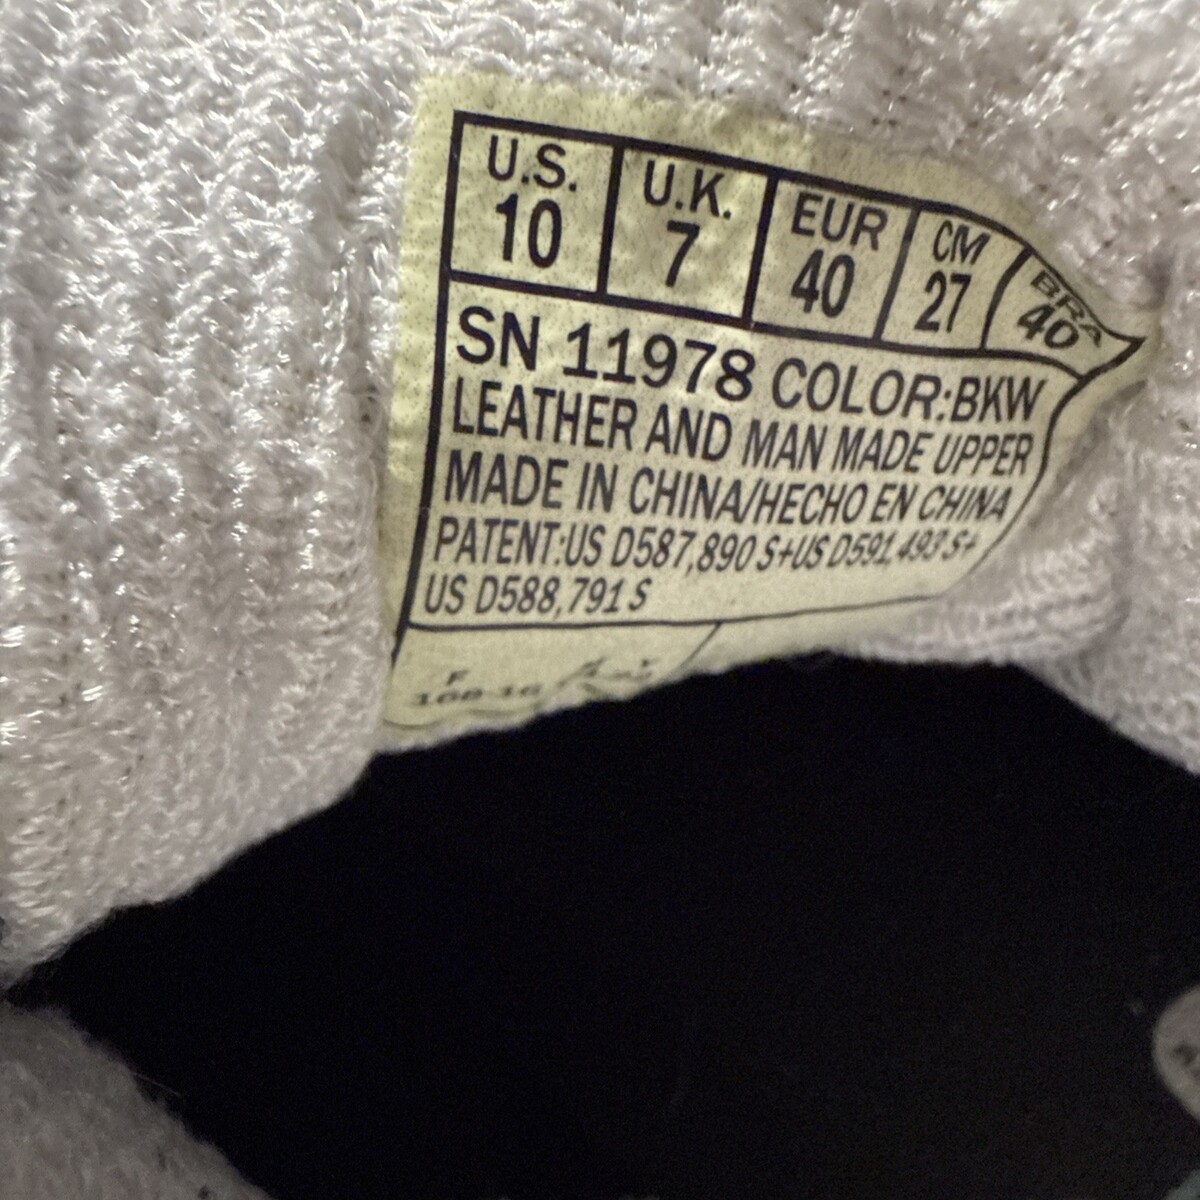 U.S. U.K. EUR CM BRA
10 7 40 27 40
SN 11978 COLOR:BKW
LEATHER AND MAN MADE UPPER
MADE IN CHINA/HECHO EN CHINA
PATENT:US D587,890 S+US D591,493 S+
US D588,791 S
F